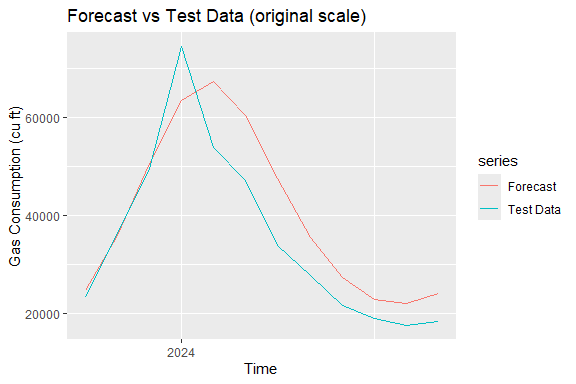 Forecast vs Test Data (original scale)
Gas Consumption (cu ft)
60000
40000
20000
2024
Time
series
Forecast
Test Data